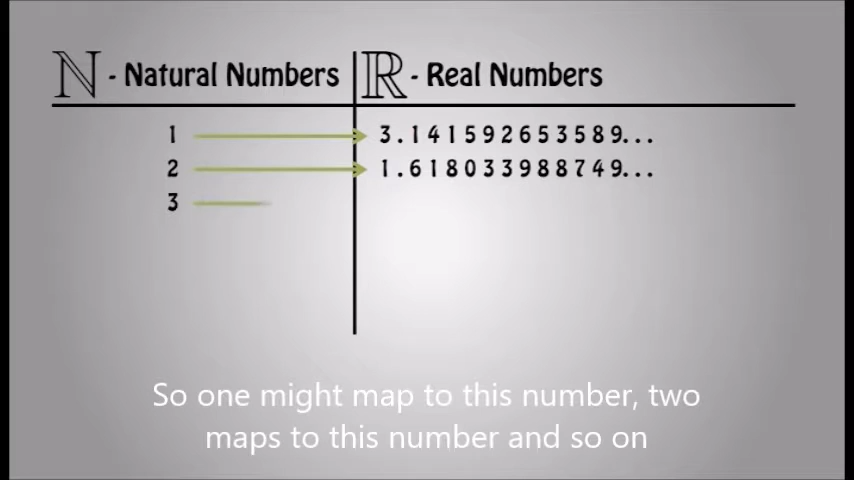 ℕ - Natural Numbers ℝ - Real Numbers
1 3.141592653589...
2 1.618033988749...
3
So one might map to this number, two
maps to this number and so on